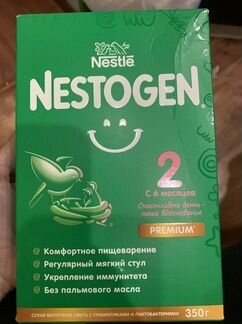 Nestlé
NESTOGEN
2
С 6 месяцев
Счастливые дети-
наше вдохновение
PREMIUM
Комфортное пищеварение
Регулярный мягкий стул
Укрепление иммунитета
Без пальмового масла
СУХАЯ МОЛОЧНАЯ СМЕСЬ С ПРЕБИОТИКАМИ И ЛАКТОБАКТЕРИЯМИ
350 г